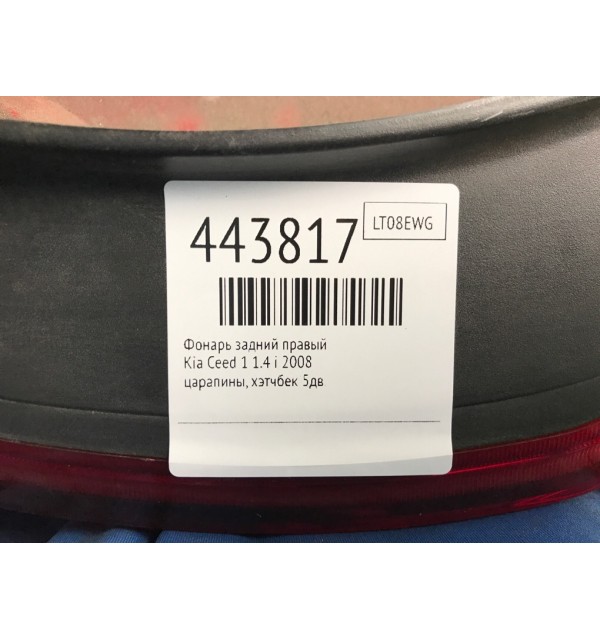 443817
LT08EWG
Фонарь задний правый
Kia Ceed 1 1.4 i 2008
царапины, хэтчбек 5дв